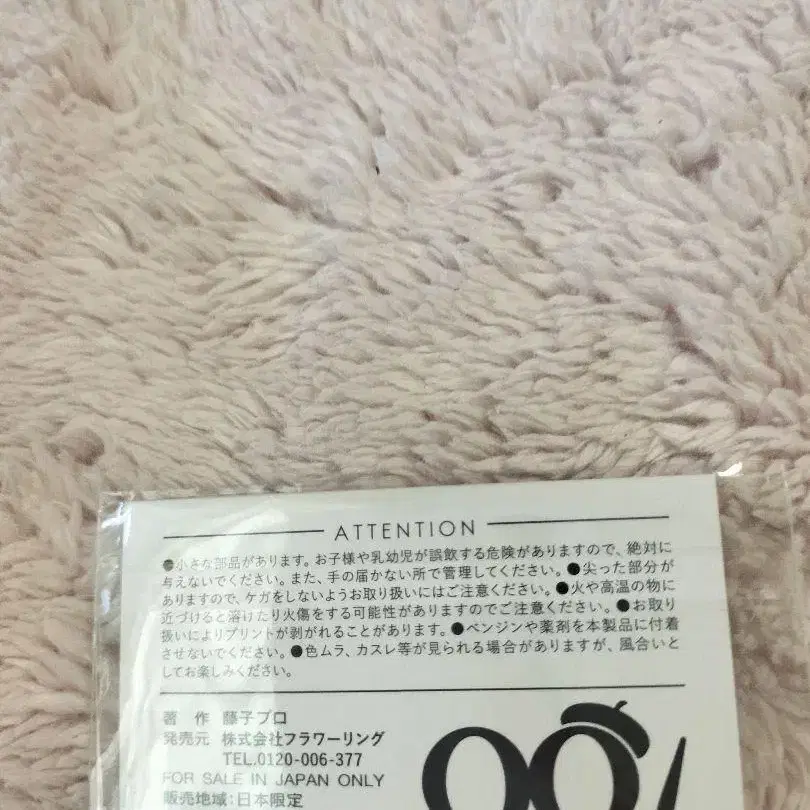 ATTENTION
●小さな部品があります。お子様や乳幼児が誤飲する危険がありますので、絶対に
与えないでください。また、手の届かない所で管理してください。●尖った部分が
ありますので、ケガをしないようお取り扱いにはご注意ください。●火や高温の物に
近づけると溶けたり火傷をする可能性がありますのでご注意ください。●お取り
扱いによりプリントが剥がれることがあります。●ベンジンや薬剤を本製品に付着
させないでください。●色ムラ、カスレ等が見られる場合がありますが、風合いと
してお楽しみください。
著 作 藤子プロ
発売元 株式会社フラワーリング
TEL.0120-006-377
FOR SALE IN JAPAN ONLY
販売地域:日本限定